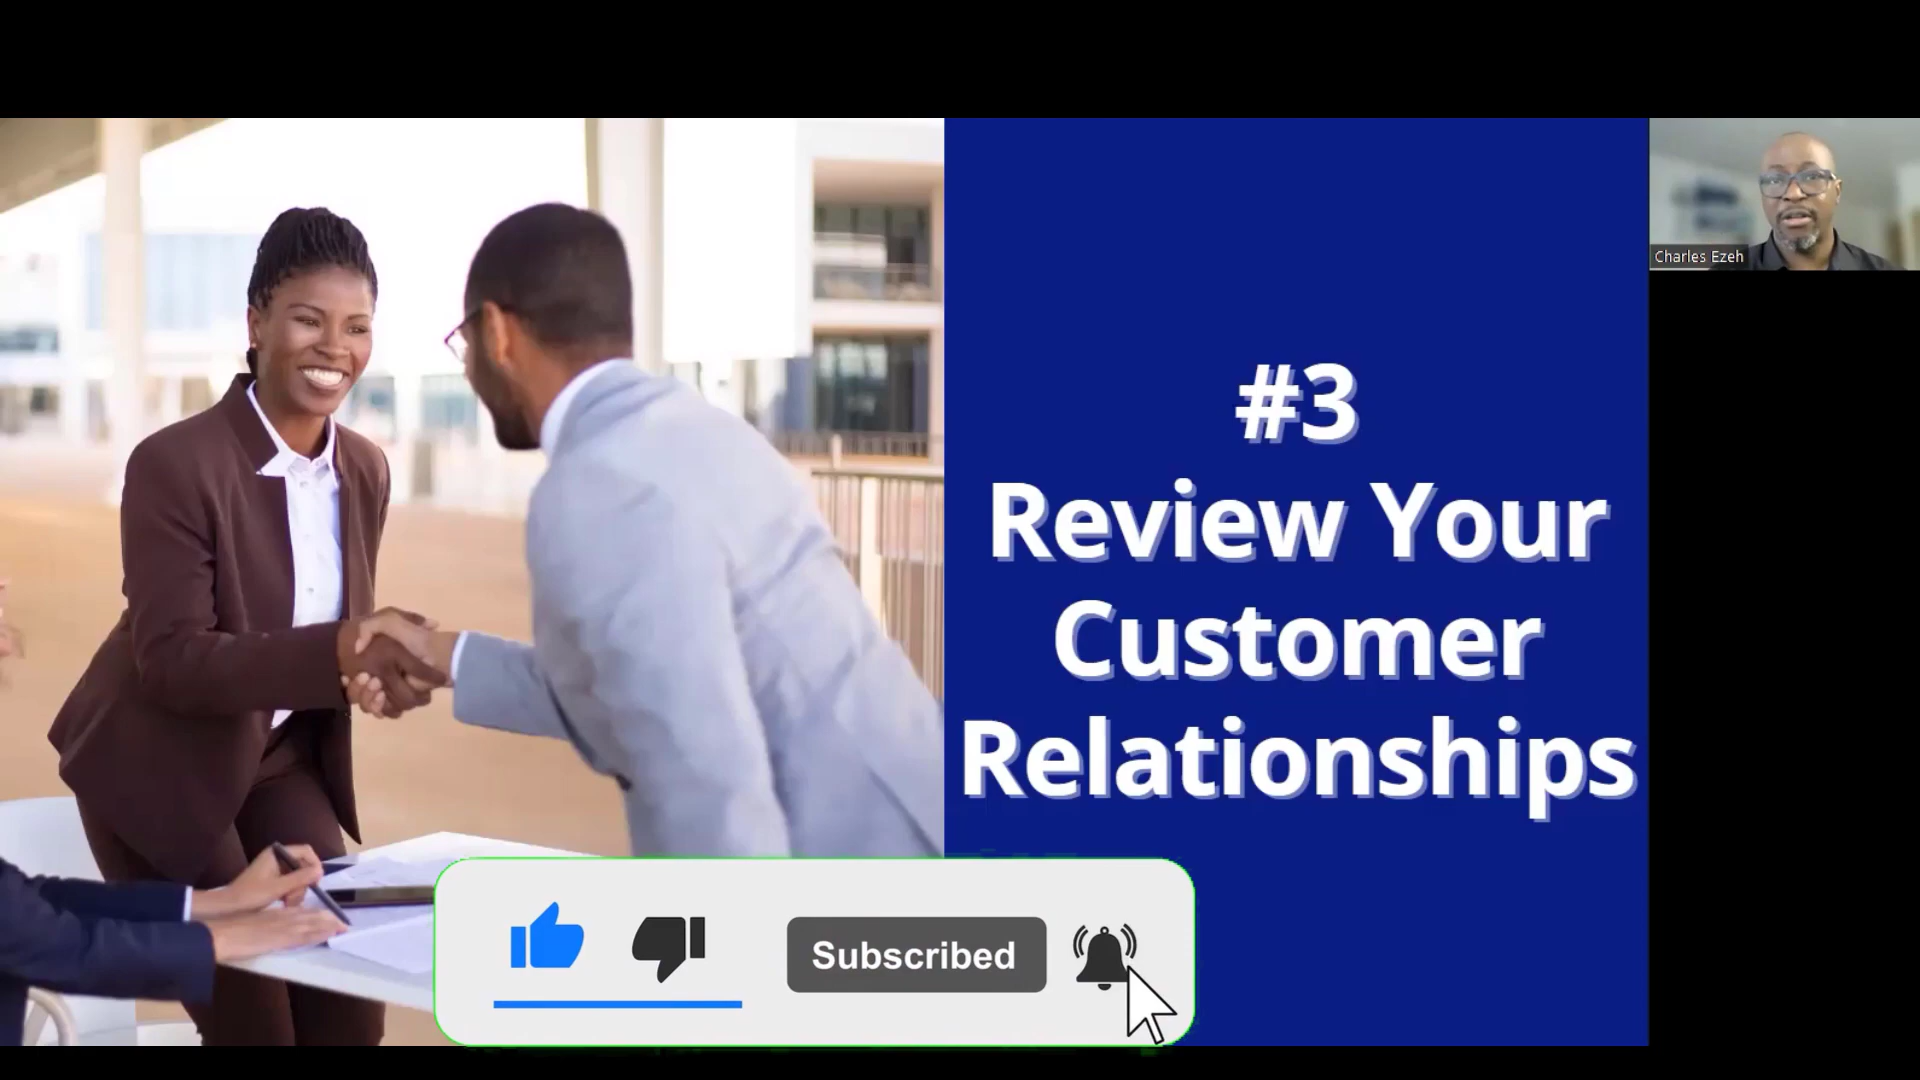 #3
Review Your
Customer
Relationships
Charles Ezeh
Subscribed